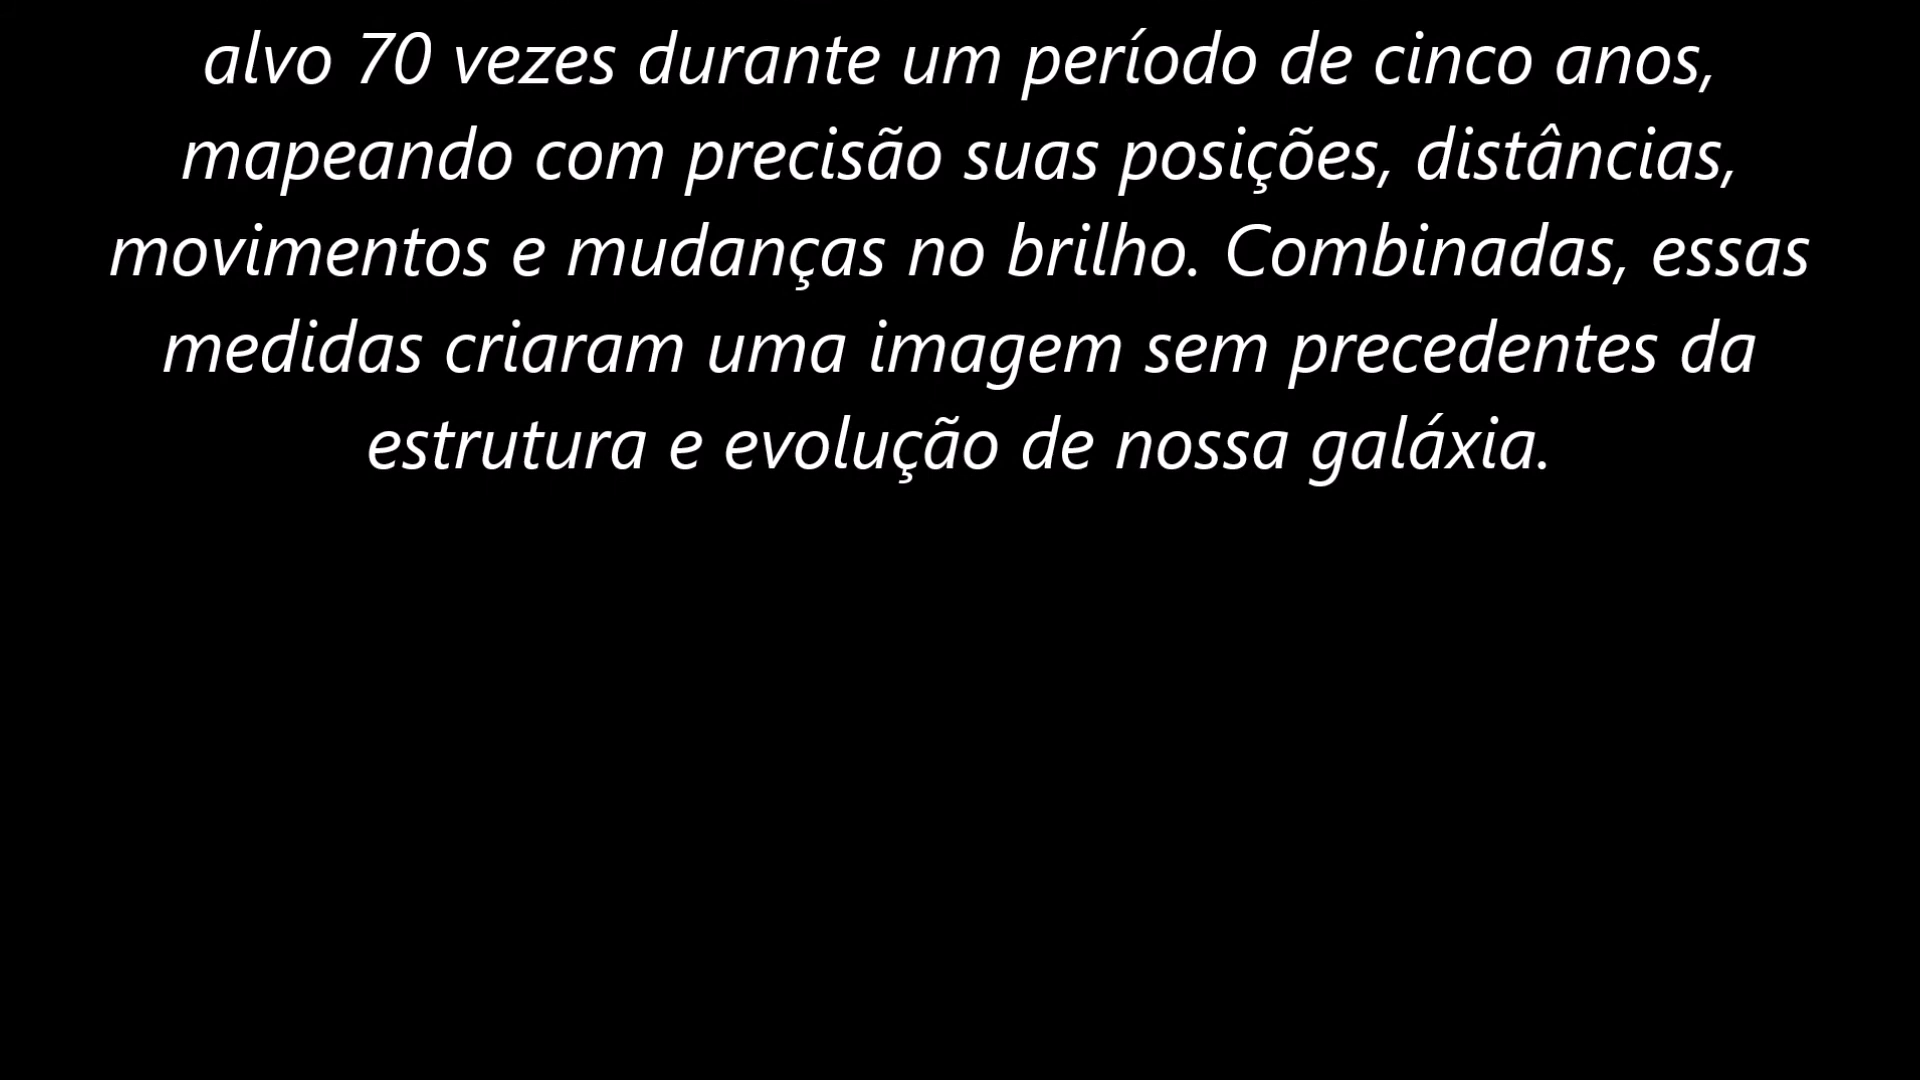 alvo 70 vezes durante um período de cinco anos,
mapeando com precisão suas posições, distâncias,
movimentos e mudanças no brilho. Combinadas, essas
medidas criaram uma imagem sem precedentes da
estrutura e evolução de nossa galáxia.